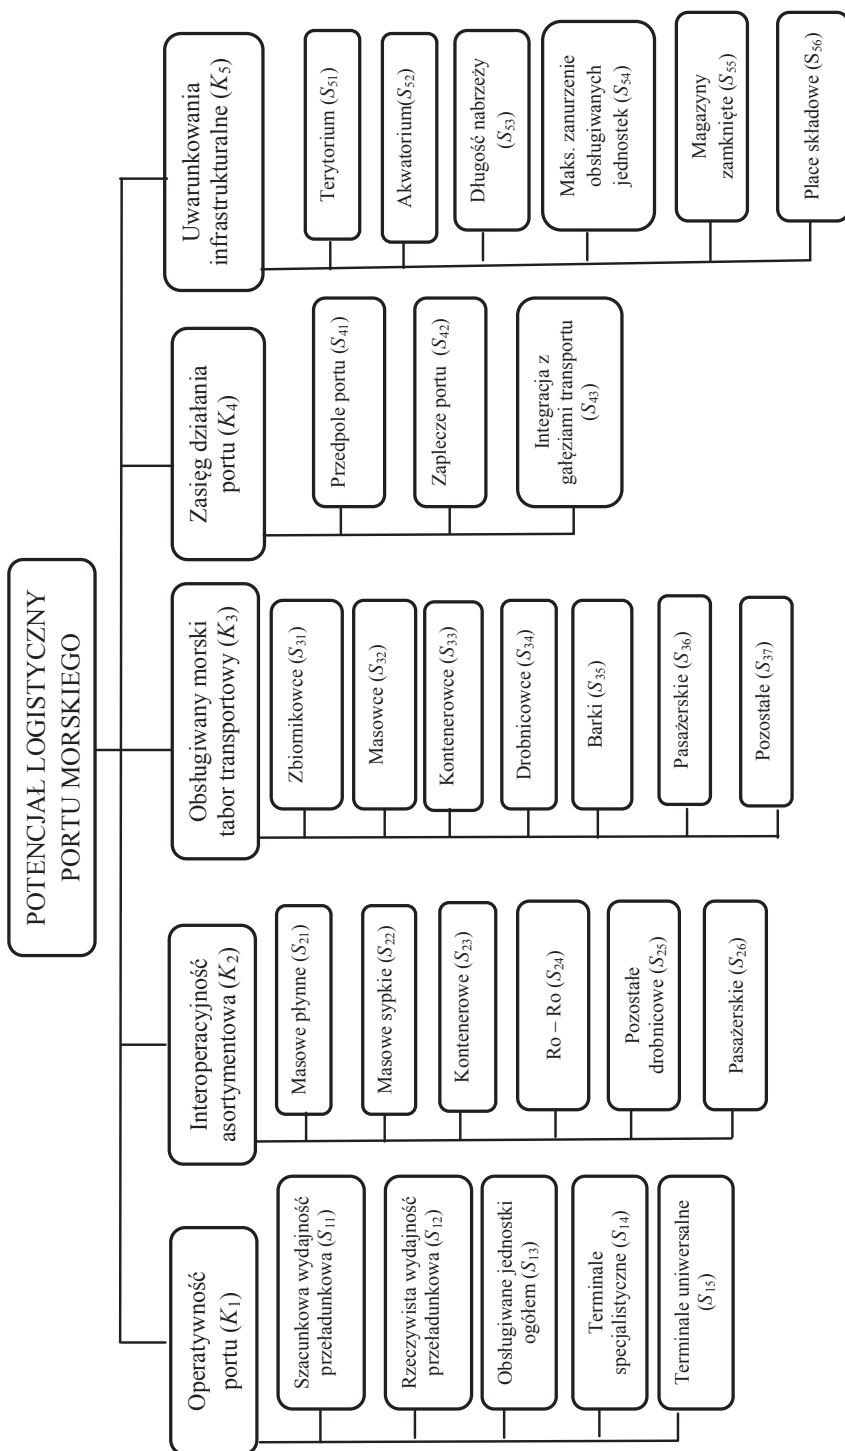 POTENCJAŁ LOGISTYCZNY
PORTU MORSKIEGO
Operatywność
portu (K1)
Szacunkowa wydajność
przeładunkowa (S11)
Rzeczywista wydajność
przeładunkowa (S12)
Obsługiwane jednostki
ogółem (S13)
Terminale
specjalistyczne (S14)
Terminale uniwersalne
(S15)
Interoperacyjność
asortymentowa (K2)
Masowe płynne (S21)
Masowe sypkie (S22)
Kontenerowe (S23)
Ro – Ro (S24)
Pozostałe
drobnicowe (S25)
Pasażerskie (S26)
Obsługiwany morski
tabor transportowy (K3)
Zbiornikowce (S31)
Masowce (S32)
Kontenerowce (S33)
Drobnicowce (S34)
Barki (S35)
Pasażerskie (S36)
Pozostałe (S37)
Zasięg działania
portu (K4)
Przedpole portu (S41)
Zaplecze portu (S42)
Integracja z
gałęziami transportu
(S43)
Uwarunkowania
infrastrukturalne (K5)
Terytorium (S51)
Akwatorium(S52)
Długość nabrzeży
(S53)
Maks. zanurzenie
obsługiwanych
jednostek (S54)
Magazyny
zamknięte (S55)
Place składowe (S56)